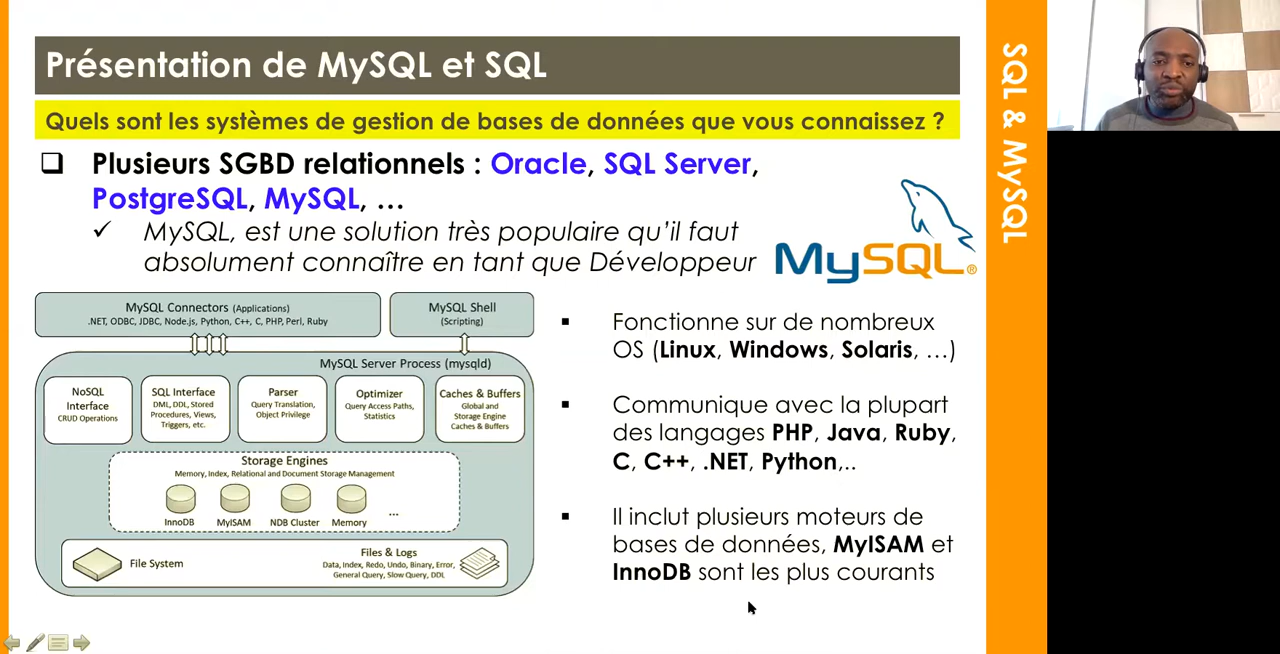 Présentation de MySQL et SQL
Quels sont les systèmes de gestion de bases de données que vous connaissez ?
Plusieurs SGBD relationnels : Oracle, SQL Server,
PostgreSQL, MySQL, …
MySQL, est une solution très populaire qu'il faut
absolument connaître en tant que Développeur
MySQL®
MySQL Connectors (Applications)
.NET, ODBC, JDBC, Node.js, Python, C++, C, PHP, Perl, Ruby
MySQL Shell
(Scripting)
MySQL Server Process (mysqld)
NoSQL
Interface
CRUD Operations
SQL Interface
DML, DDL, Stored
Procedures, Views,
Triggers, etc.
Parser
Query Translation,
Object Privilege
Optimizer
Query Access Paths,
Statistics
Caches & Buffers
Global and
Storage Engine
Caches & Buffers
Storage Engines
Memory, Index, Relational and Document Storage Management
InnoDB
MyISAM
NDB Cluster
Memory
...
File System
Files & Logs
Data, Index, Redo, Undo, Binary, Error,
General Query, Slow Query, DDL
Fonctionne sur de nombreux
OS (Linux, Windows, Solaris, …)
Communique avec la plupart
des langages PHP, Java, Ruby,
C, C++, .NET, Python,..
Il inclut plusieurs moteurs de
bases de données, MyISAM et
InnoDB sont les plus courants
SQL & MySQL